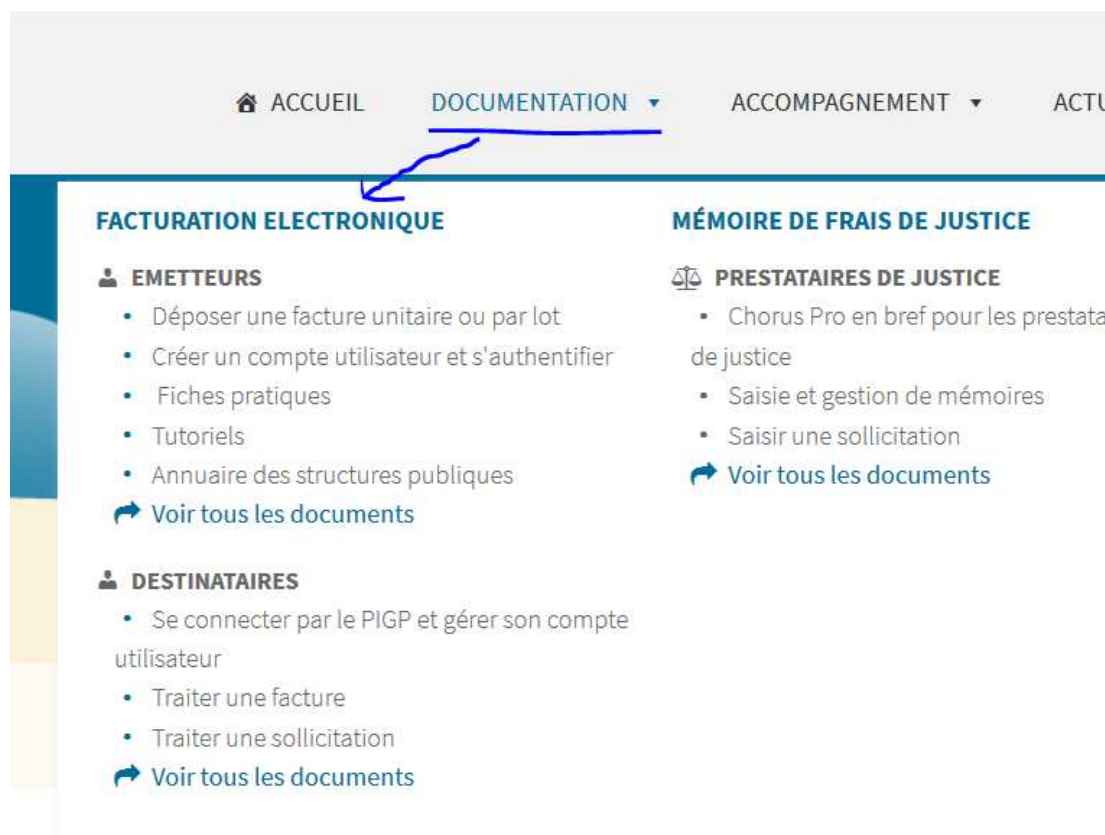 ACCUEIL DOCUMENTATION ACCOMPAGNEMENT
FACTURATION ELECTRONIQUE
EMETTEURS
• Déposer une facture unitaire ou par lot
• Créer un compte utilisateur et s'authentifier
• Fiches pratiques
• Tutoriels
• Annuaire des structures publiques
Voir tous les documents
DESTINATAIRES
• Se connecter par le PIGP et gérer son compte
utilisateur
• Traiter une facture
• Traiter une sollicitation
Voir tous les documents
MÉMOIRE DE FRAIS DE JUSTICE
PRESTATAIRES DE JUSTICE
• Chorus Pro en bref pour les
de justice
• Saisie et gestion de mémoires
• Saisir une sollicitation
Voir tous les documents